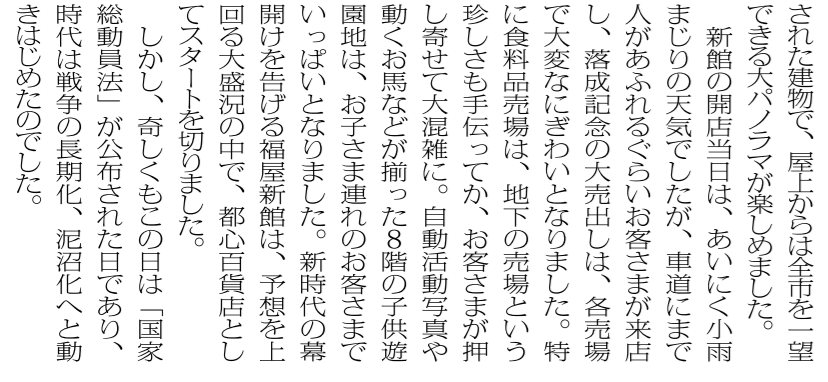 された建物で、屋上からは全市を一望
できる大パノラマが楽しめました。
　新館の開店当日は、あいにく小雨
まじりの天気でしたが、車道にまで
人があふれるぐらいお客さまが来店
し、落成記念の大売出しは、各売場
で大変なにぎわいとなりました。特
に食料品売場は、地下の売場という
珍しさも手伝ってか、お客さまが押
し寄せて大混雑に。自動活動写真や
動くお馬などが揃った8階の子供遊
園地は、お子さま連れのお客さまで
いっぱいとなりました。新時代の幕
開けを告げる福屋新館は、予想を上
回る大盛況の中で、都心百貨店とし
てスタートを切りました。
　しかし、奇しくもこの日は「国家
総動員法」が公布された日であり、
時代は戦争の長期化、泥沼化へと動
きはじめたのでした。